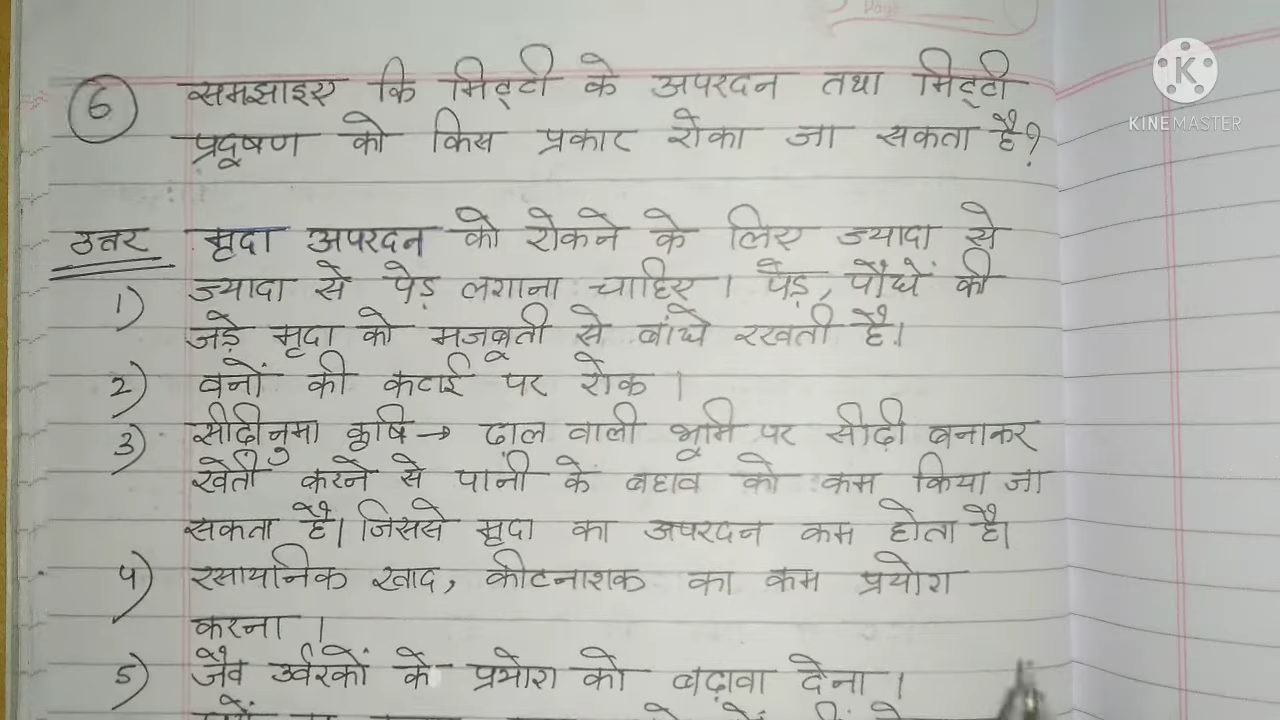 6 समझाइए कि मिट्टी के अपरदन तथा मिट्टी
प्रदूषण को किस प्रकार रोका जा सकता है?
उत्तर मृदा अपरदन को रोकने के लिए ज्यादा से
1) ज्यादा से पेड़ लगाना चाहिए। पेड़, पौधें की
जड़े मृदा को मजबूती से बांधे रखती है।
2) वनों की कटाई पर रोक।
3) सीढ़ीनुमा कृषि → ढाल वाली भूमि पर सीढ़ी बनाकर
खेती करने से पानी के बहाव को कम किया जा
सकता है। जिससे मृदा का अपरदन कम होता है।
4) रसायनिक खाद, कीटनाशक का कम प्रयोग
करना।
5) जैव उर्वरकों के प्रयोग को बढ़ावा देना।
KINEMASTER